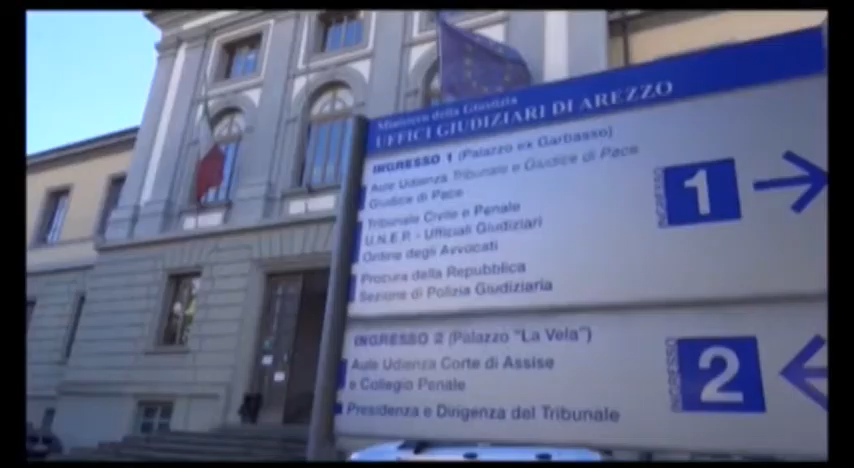 Ministero della Giustizia
UFFICI GIUDIZIARI DI AREZZO
INGRESSO 1 (Palazzo ex Garbasso)
Aule Udienza Tribunale e Giudice di Pace
Giudice di Pace
Tribunale Civile e Penale
U.N.E.P. - Ufficiali Giudiziari
Ordine degli Avvocati
Procura della Repubblica
Sezione di Polizia Giudiziaria
INGRESSO 1
INGRESSO 2 (Palazzo "La Vela")
Aule Udienza Corte di Assise
e Collegio Penale
Presidenza e Dirigenza del Tribunale
INGRESSO 2